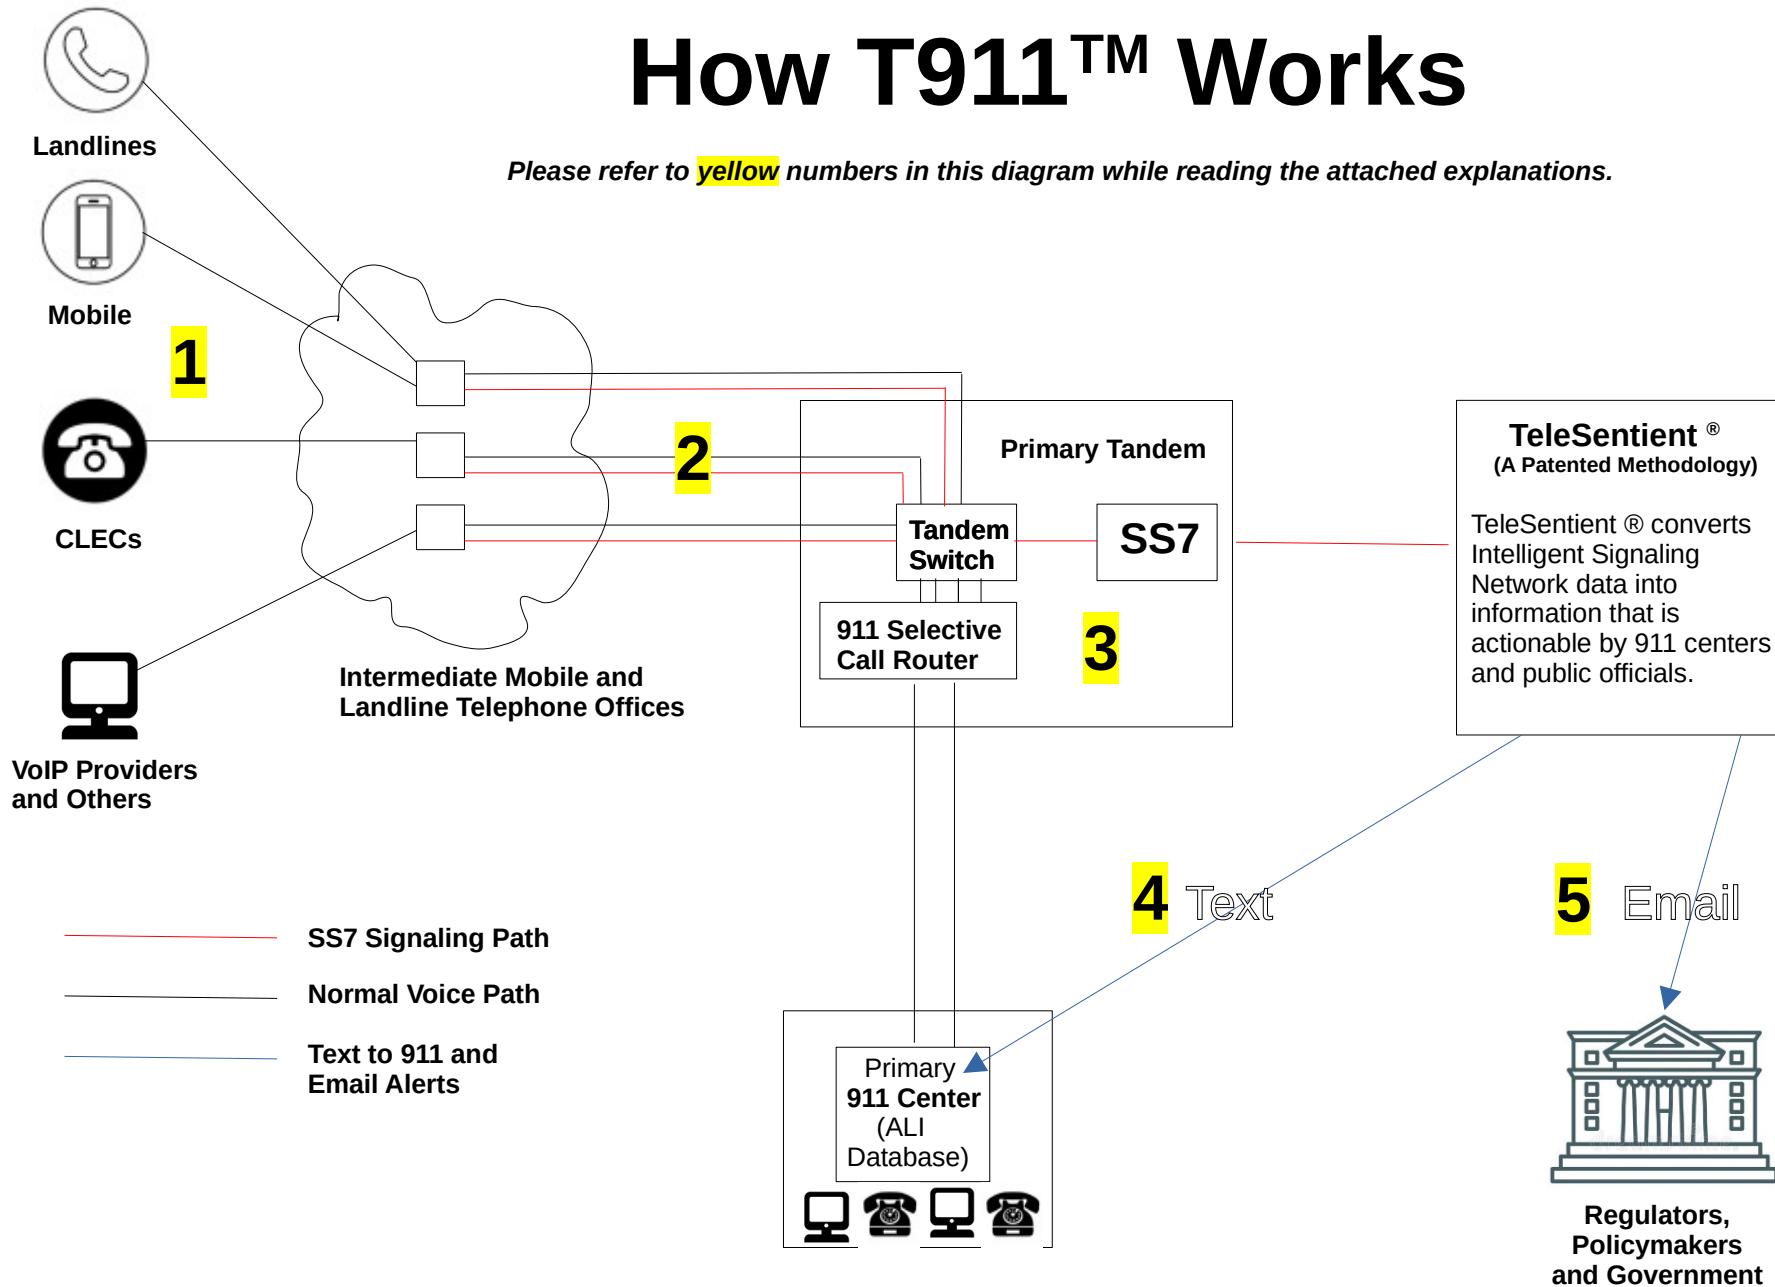 How T911™ Works
Please refer to yellow numbers in this diagram while reading the attached explanations.
Landlines
Mobile
1
CLECs
VoIP Providers
and Others
Intermediate Mobile and
Landline Telephone Offices
2
Primary Tandem
Tandem
Switch
SS7
911 Selective
Call Router
3
TeleSentient ®
(A Patented Methodology)
TeleSentient ® converts
Intelligent Signaling
Network data into
information that is
actionable by 911 centers
and public officials.
4 Text
5 Email
SS7 Signaling Path
Normal Voice Path
Text to 911 and
Email Alerts
Primary
911 Center
(ALI
Database)
Regulators,
Policymakers
and Government